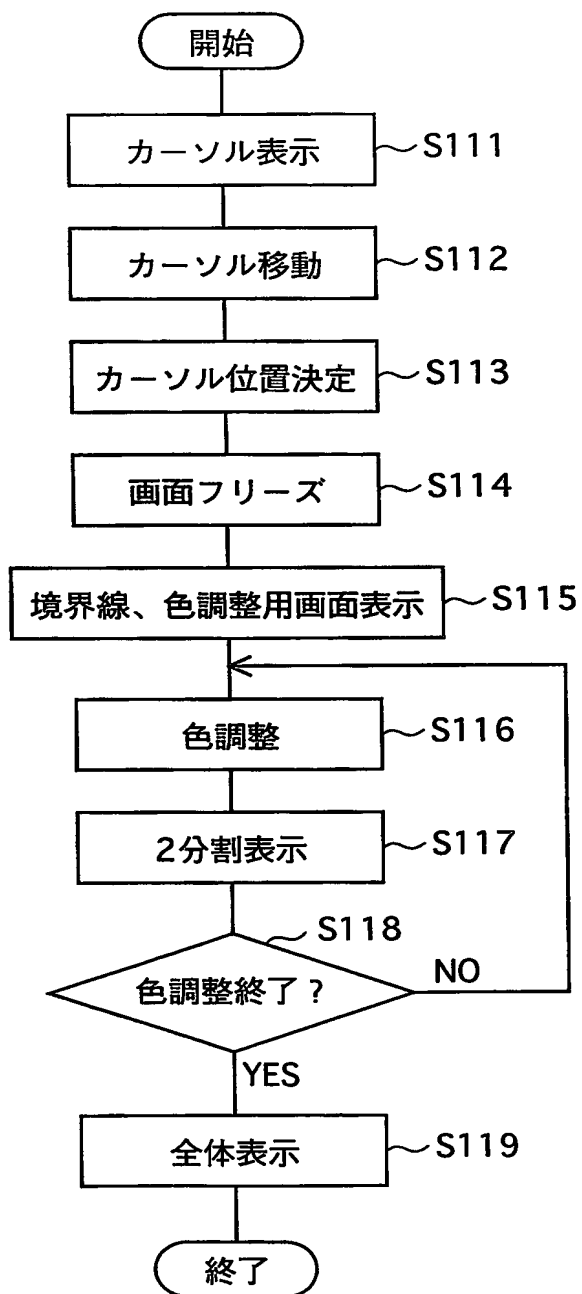 開始
カーソル表示 S111
カーソル移動 S112
カーソル位置決定 S113
画面フリーズ S114
境界線、色調整用画面表示 S115
色調整 S116
2分割表示 S117
S118
色調整終了？ NO
YES
全体表示 S119
終了